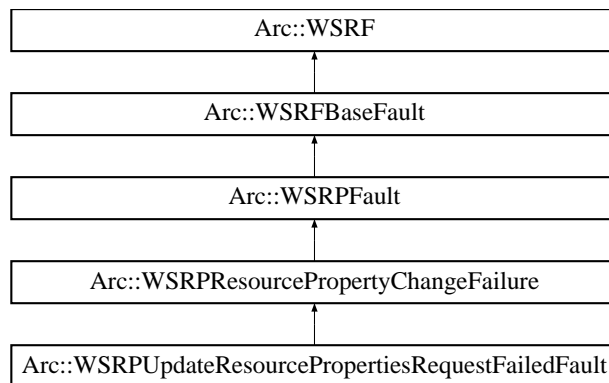 Arc::WSRF
Arc::WSRFBaseFault
Arc::WSRPFault
Arc::WSRPResourcePropertyChangeFailure
Arc::WSRPUpdateResourcePropertiesRequestFailedFault